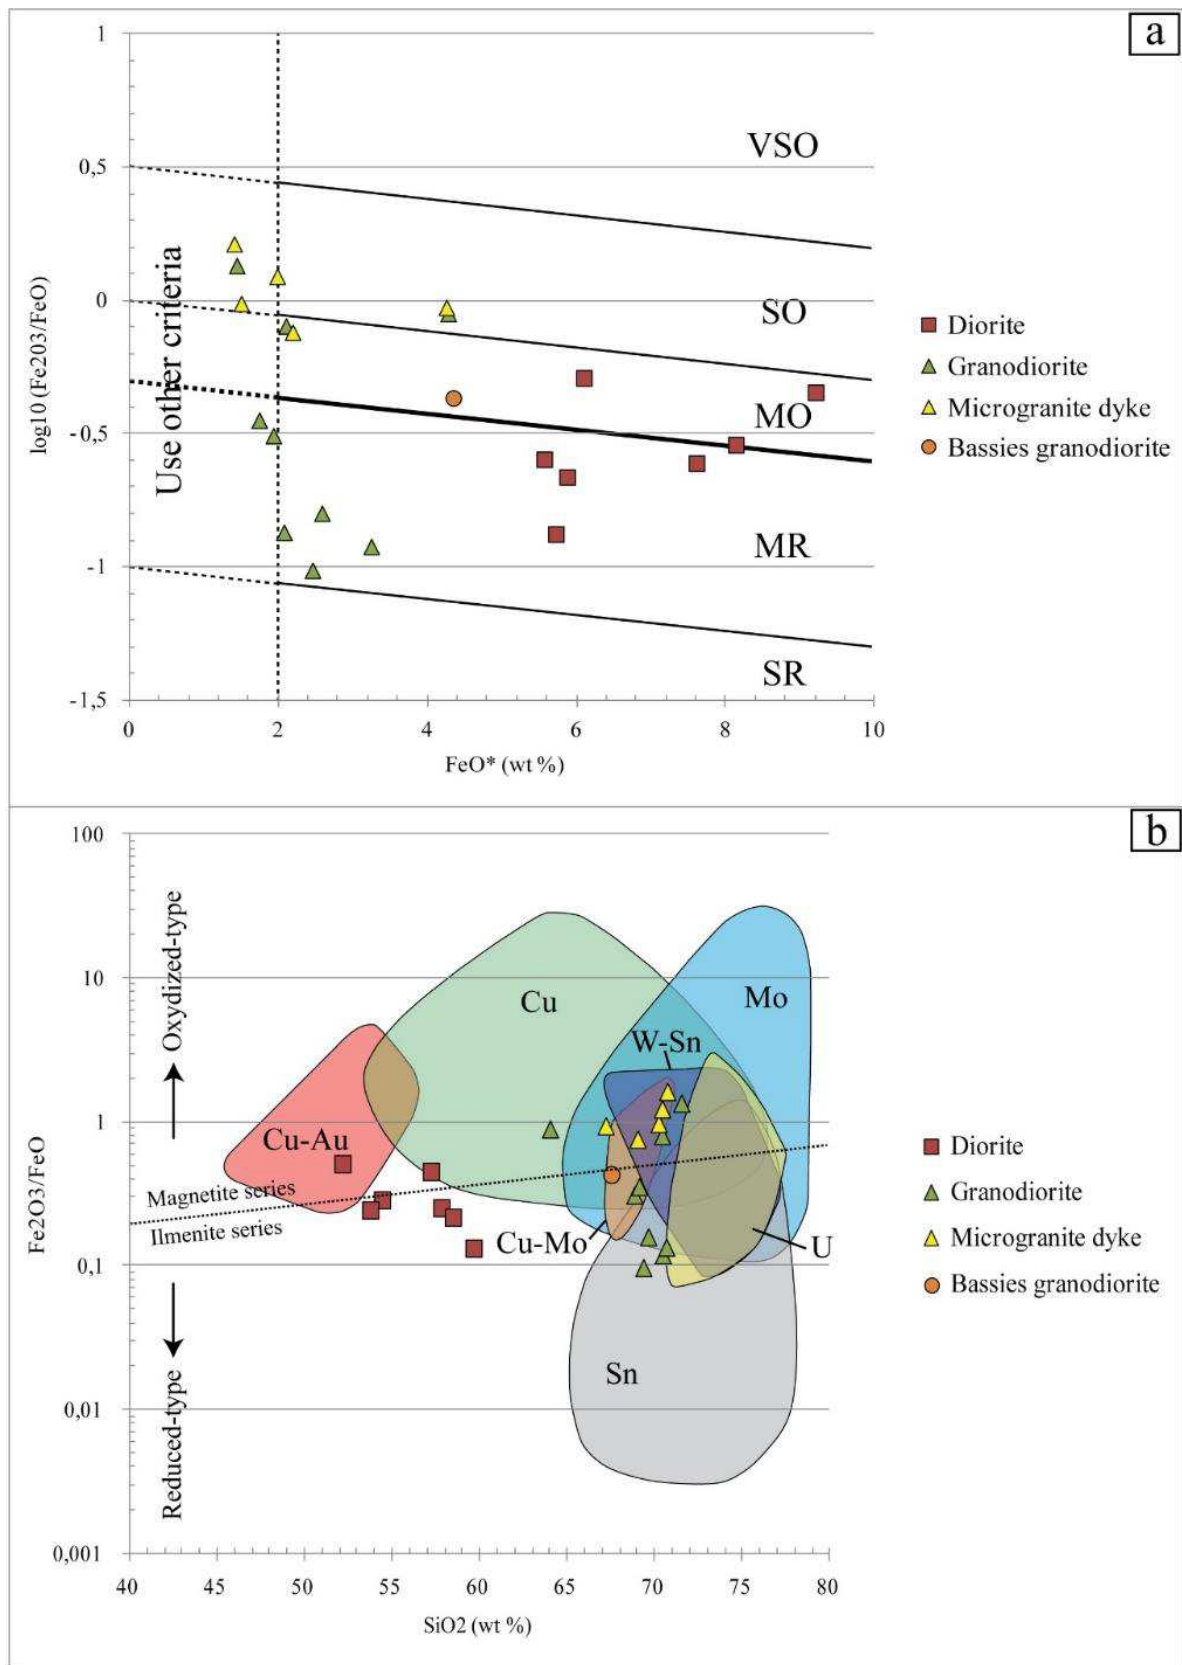 a
1
0,5
0
-0,5
-1
-1,5
log10 (Fe203/FeO)
Use other criteria
VSO
SO
MO
MR
SR
0
2
4
6
8
10
FeO* (wt %)
Diorite
Granodiorite
Microgranite dyke
Bassies granodiorite
b
100
10
1
0,1
0,01
0,001
Fe2O3/FeO
Oxydized-type
Reduced-type
Magnetite series
Ilmenite series
Cu-Au
Cu
Mo
W-Sn
Cu-Mo
U
Sn
40
45
50
55
60
65
70
75
80
SiO2 (wt %)
Diorite
Granodiorite
Microgranite dyke
Bassies granodiorite